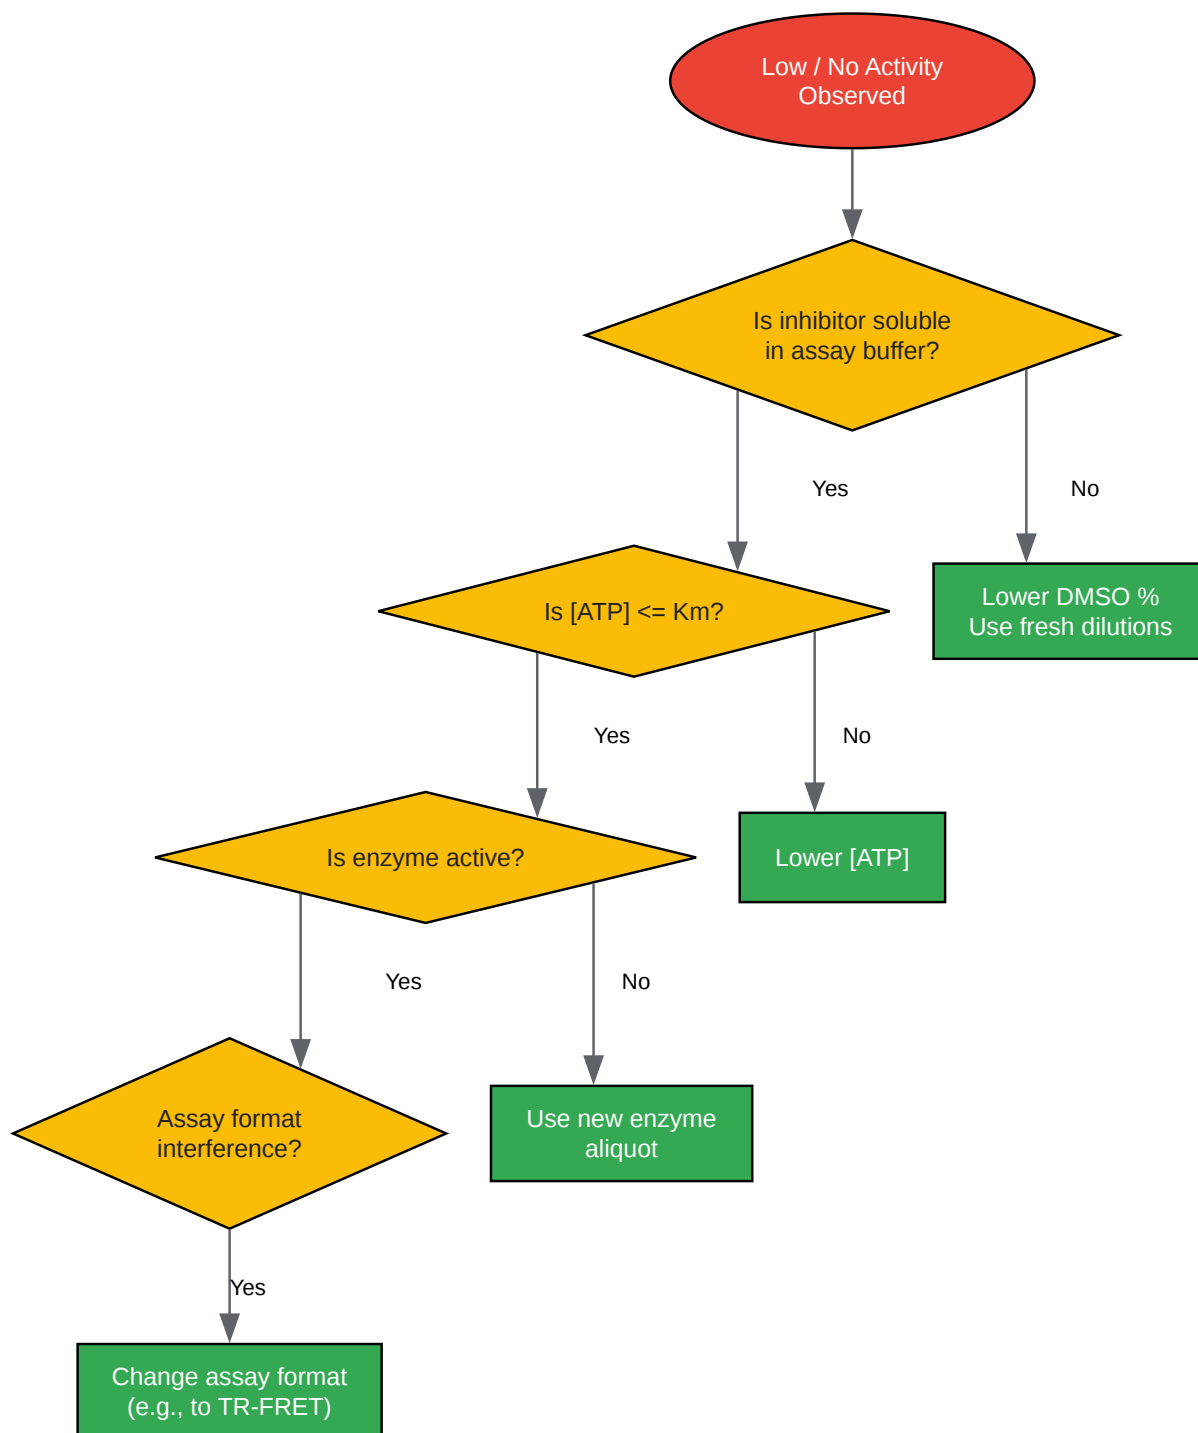 Low / No Activity
Observed
Is inhibitor soluble
in assay buffer?
Yes
No
Is [ATP] <= Km?
Lower DMSO %
Use fresh dilutions
Yes
No
Is enzyme active?
Lower [ATP]
Yes
No
Assay format
interference?
Use new enzyme
aliquot
Yes
Change assay format
(e.g., to TR-FRET)